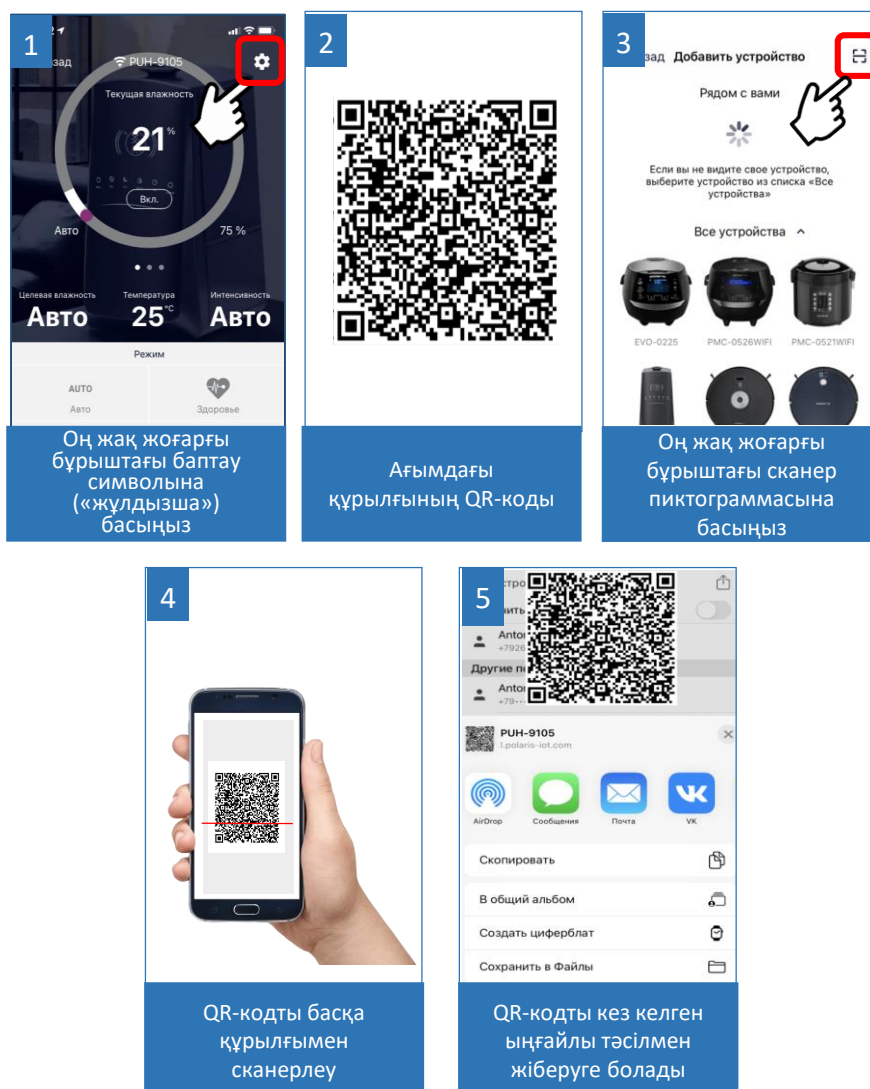 1
PUH-9105
Текущая влажность
21%
Вкл.
Авто
75 %
Целевая влажность
Температура
Интенсивность
Авто
25 °C
Авто
Режим
AUTO
Авто
Здоровье
Оң жақ жоғарғы
бұрыштағы баптау
символына
(«жұлдызша»)
басыңыз
2
Ағымдағы
құрылғының QR-коды
3
зад Добавить устройство
Рядом с вами
Если вы не видите свое устройство,
выберите устройство из списка «Все
устройства»
Все устройства
EVO-0225
PMC-0526WIFI
PMC-0521WIFI
Оң жақ жоғарғы
бұрыштағы сканер
пиктограммасына
басыңыз
4
QR-кодты басқа
құрылғымен
сканерлеу
5
Другие
PUH-9105
l.polaris-iot.com
AirDrop
Сообщения
Почта
VK
Скопировать
В общий альбом
Создать циферблат
Сохранить в Файлы
QR-кодты кез келген
ыңғайлы тәсілмен
жіберуге болады